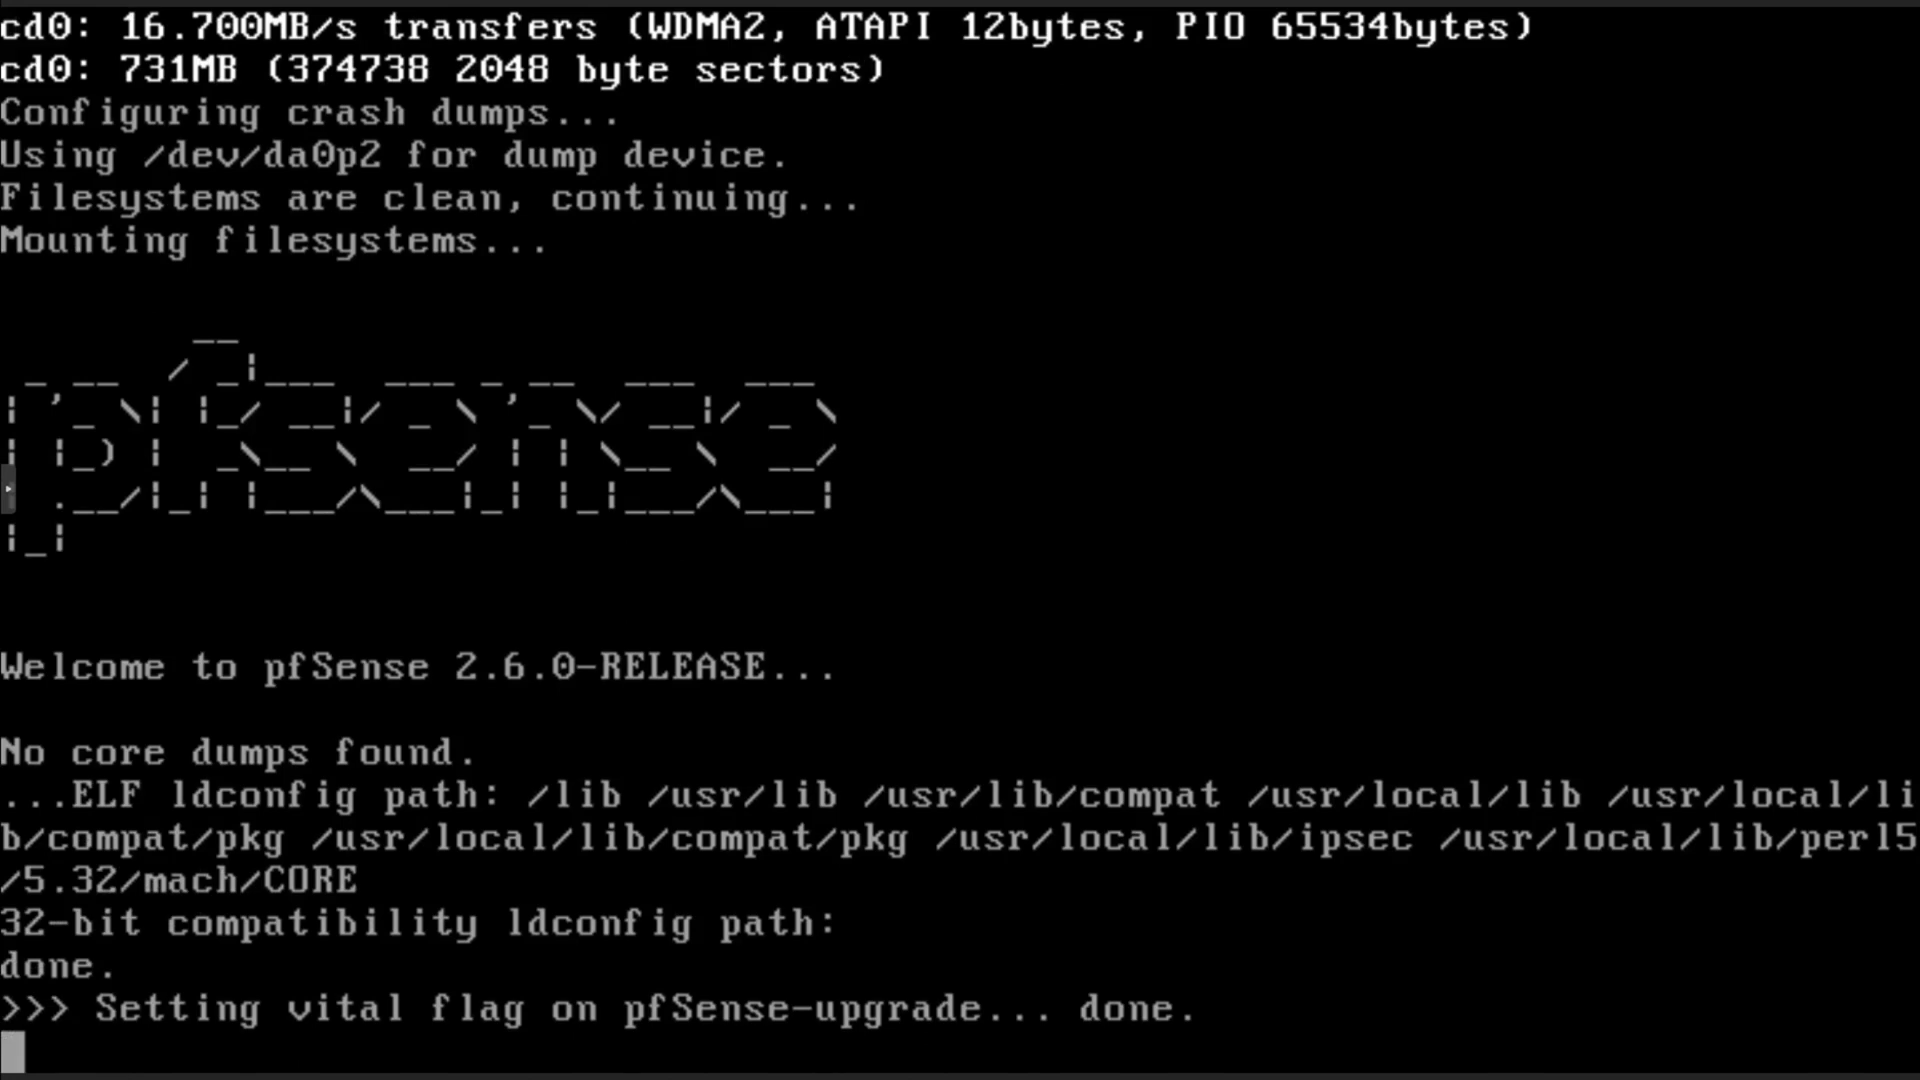 cd0: 16.700MB/s transfers (WDMA2, ATAPI 12bytes, PIO 65534bytes)
cd0: 731MB (374738 2048 byte sectors)
Configuring crash dumps...
Using /dev/da0p2 for dump device.
Filesystems are clean, continuing...
Mounting filesystems...
pfSense
Welcome to pfSense 2.6.0-RELEASE...
No core dumps found.
...ELF ldconfig path: /lib /usr/lib /usr/lib/compat /usr/local/lib /usr/local/li
b/compat/pkg /usr/local/lib/compat/pkg /usr/local/lib/ipsec /usr/local/lib/perl5
/5.32/mach/CORE
32-bit compatibility ldconfig path:
done.
>>> Setting vital flag on pfSense-upgrade... done.